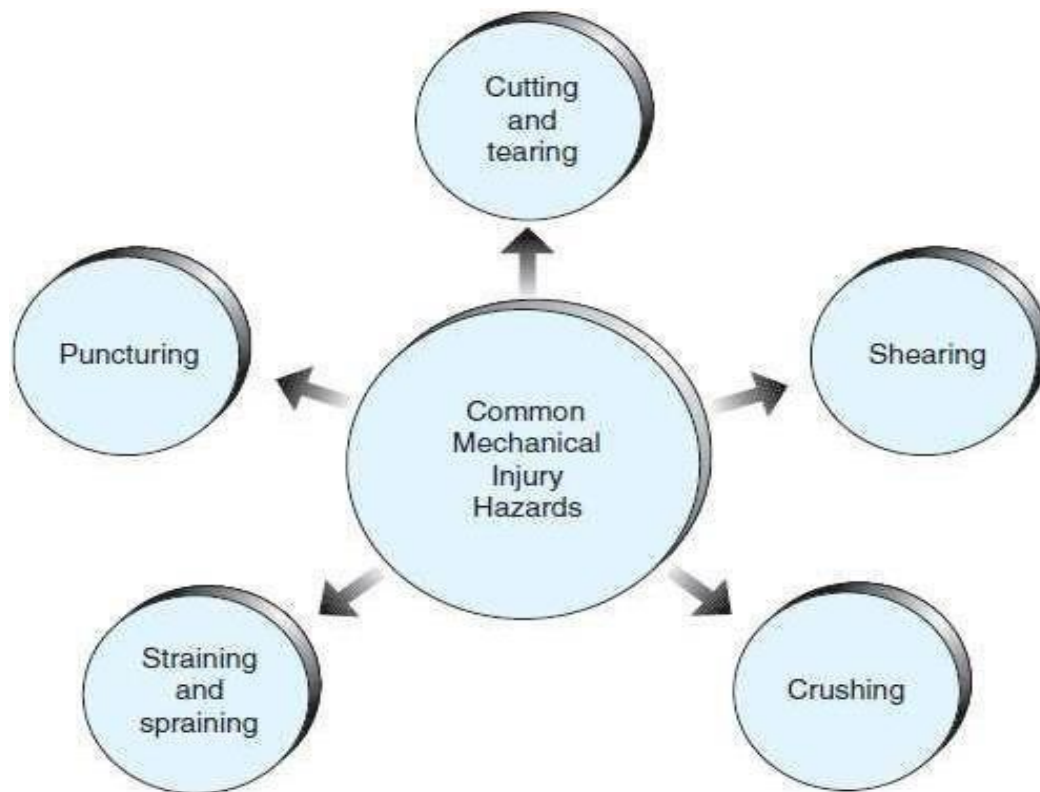 Cutting
and
tearing
Puncturing
Shearing
Common
Mechanical
Injury
Hazards
Straining
and
spraining
Crushing